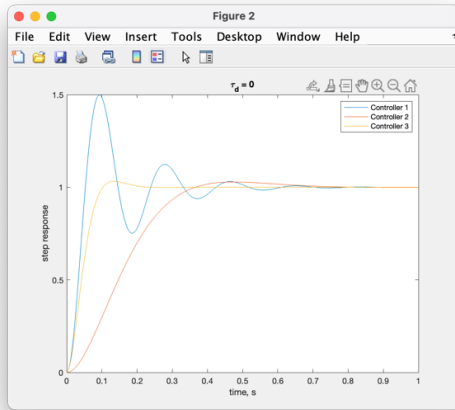 Figure 2
File Edit View Insert Tools Desktop Window Help
τd = 0
Controller 1
Controller 2
Controller 3
1.5
1
0.5
0
step response
0 0.1 0.2 0.3 0.4 0.5 0.6 0.7 0.8 0.9 1
time, s